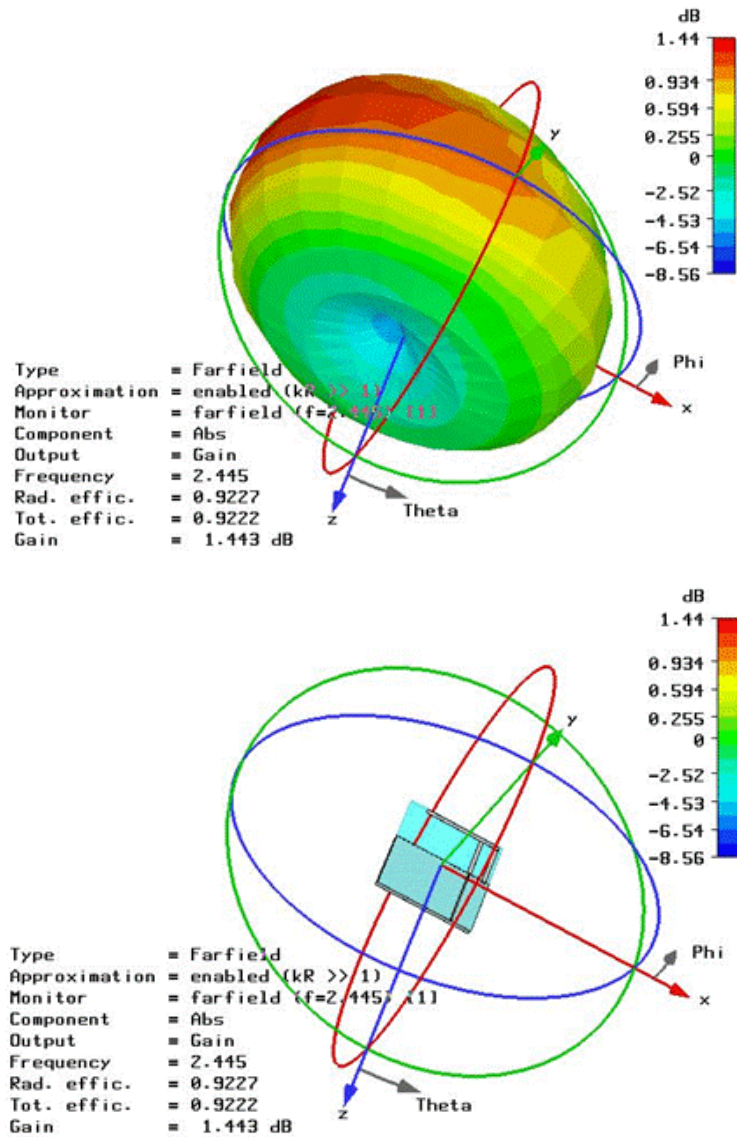 dB
1.44
0.934
0.594
0.255
0
-2.52
-4.53
-6.54
-8.56
y
Phi
x
Type = Farfield
Approximation = enabled (kR >> 1)
Monitor = farfield (f=2.445) [1]
Component = Abs
Output = Gain
Frequency = 2.445
Rad. effic. = 0.9227
Tot. effic. = 0.9222
Gain = 1.443 dB
Theta
z
dB
1.44
0.934
0.594
0.255
0
-2.52
-4.53
-6.54
-8.56
y
Phi
x
Type = Farfield
Approximation = enabled (kR >> 1)
Monitor = farfield (f=2.445) [1]
Component = Abs
Output = Gain
Frequency = 2.445
Rad. effic. = 0.9227
Tot. effic. = 0.9222
Gain = 1.443 dB
Theta
z